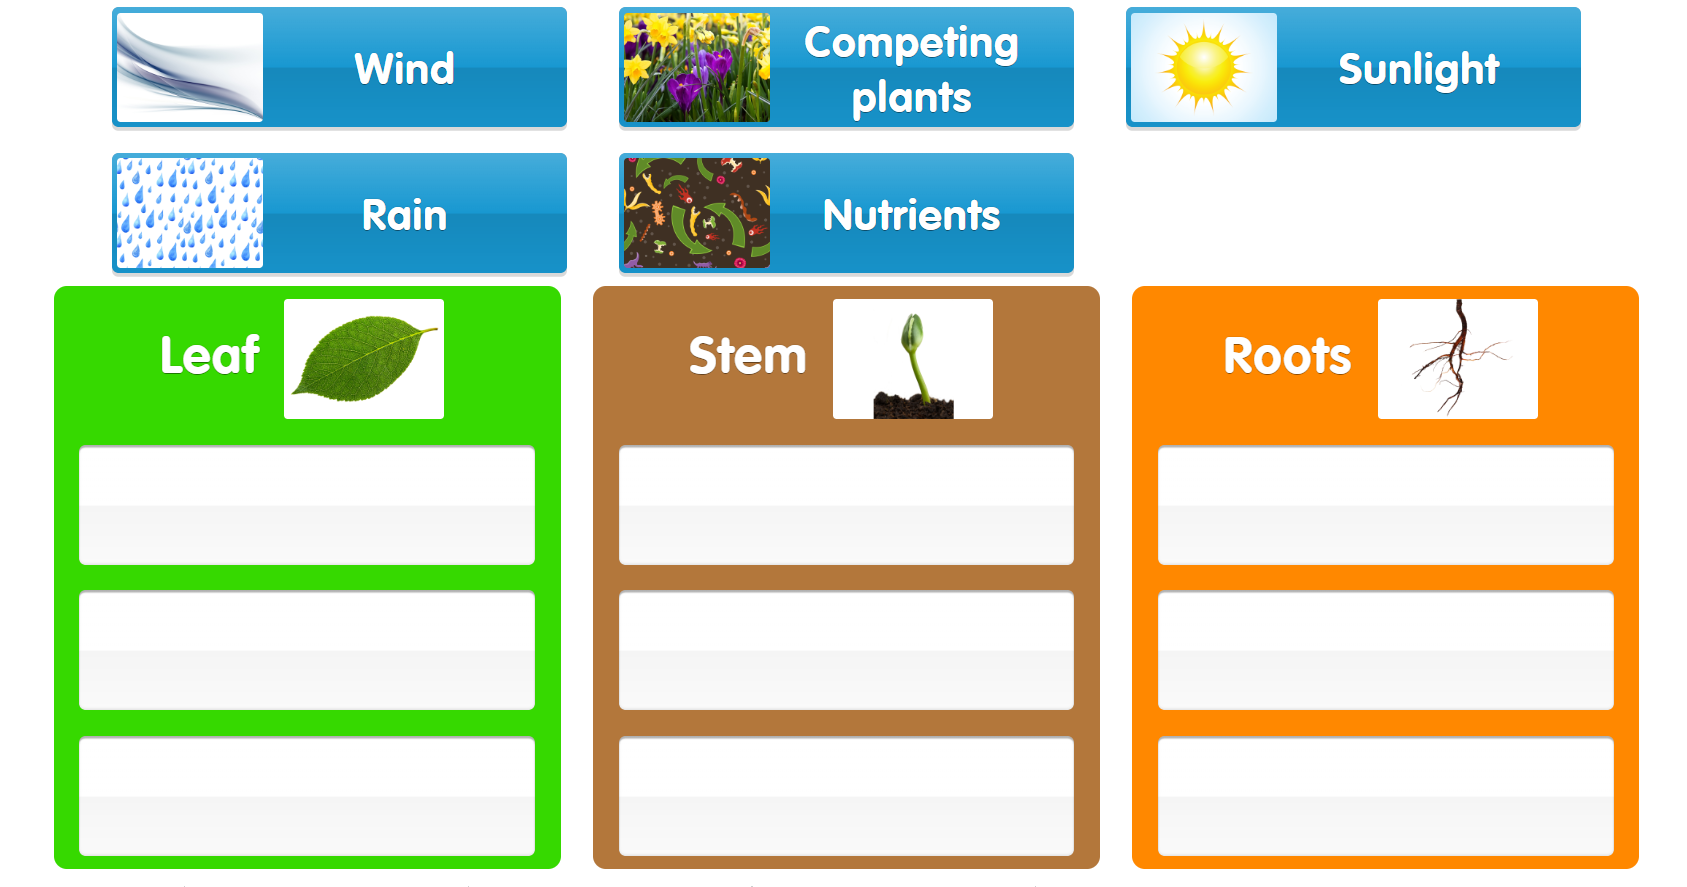 Wind
Competing
plants
Sunlight
Rain
Nutrients
Leaf
Stem
Roots